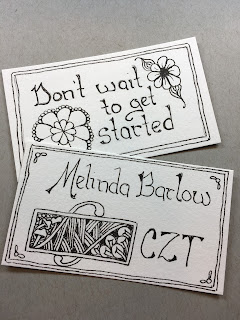 Don't wait
to get
started
Melinda Barlow
CZT